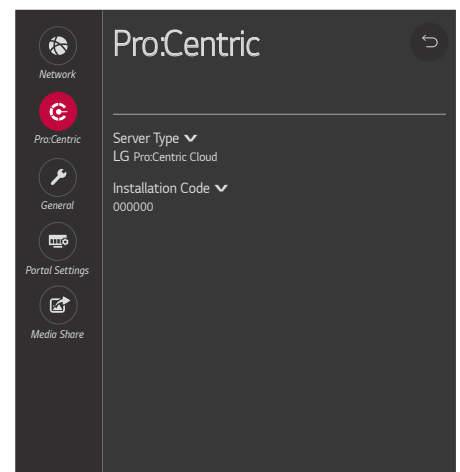 Pro:Centric
Network
Pro:Centric
General
Portal Settings
Media Share
Server Type
LG Pro:Centric Cloud
Installation Code
000000